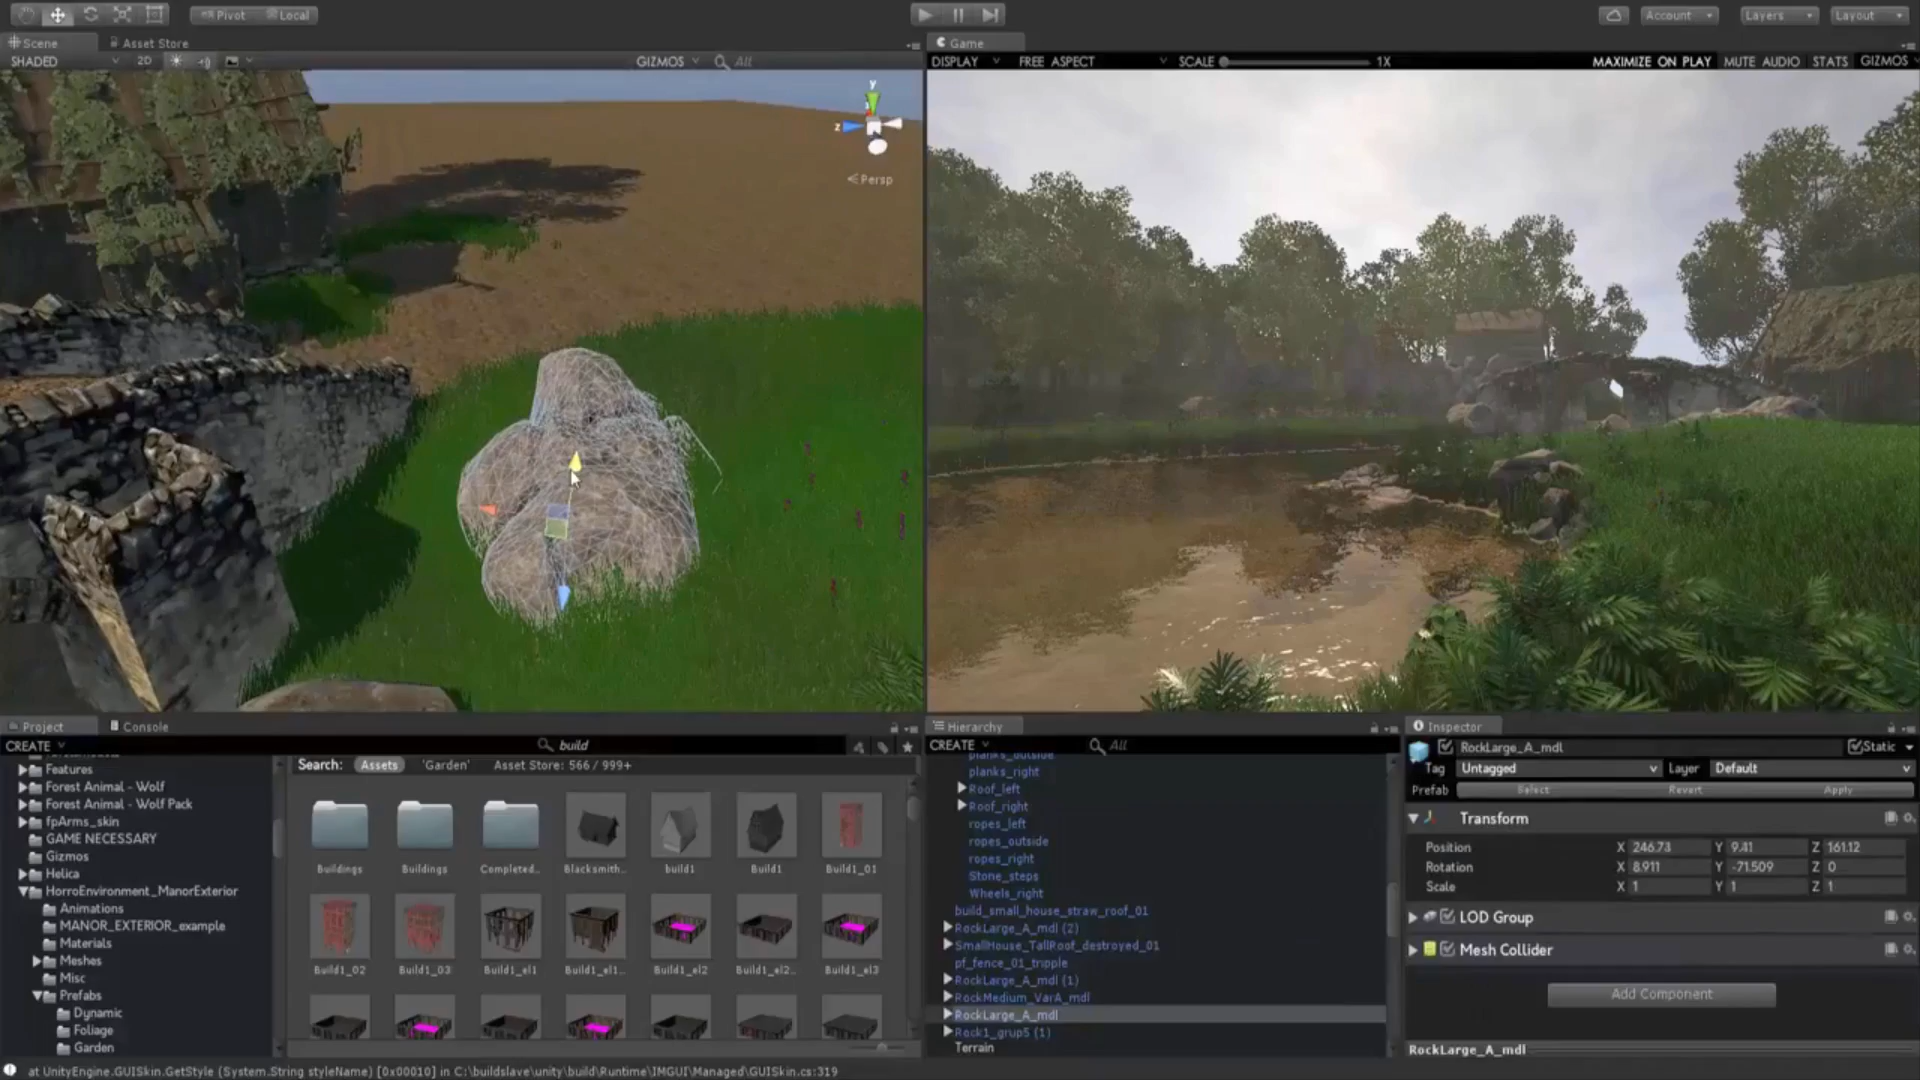 Pivot Local
Account Layers Layout
Scene Asset Store
Game
SHADED 2D GIZMOS All
DISPLAY FREE ASPECT SCALE 1X MAXIMIZE ON PLAY MUTE AUDIO STATS GIZMOS
y
z
Persp
Project Console
CREATE build
Features
Forest Animal - Wolf
Forest Animal - Wolf Pack
fpArms_skin
GAME NECESSARY
Gizmos
Helica
HorroEnvironment_ManorExterior
Animations
MANOR_EXTERIOR_example
Materials
Meshes
Misc
Prefabs
Dynamic
Foliage
Garden
Search: Assets 'Garden' Asset Store: 566 / 999+
Buildings Buildings Completed... Blacksmith... build1 Build1 Build1_01
Build1_02 Build1_03 Build1_el1 Build1_el1... Build1_el2 Build1_el2... Build1_el3
Hierarchy
CREATE All
planks_outside
planks_right
Roof_left
Roof_right
ropes_left
ropes_outside
ropes_right
Stone_steps
Wheels_right
build_small_house_straw_roof_01
RockLarge_A_mdl (2)
SmallHouse_TallRoof_destroyed_01
pf_fence_01_tripple
RockLarge_A_mdl (1)
RockMedium_VarA_mdl
RockLarge_A_mdl
Rock1_grup5 (1)
Terrain
Inspector
RockLarge_A_mdl Static
Tag Untagged Layer Default
Prefab Select Revert Apply
Transform
Position X 246.73 Y 9.41 Z 161.12
Rotation X 8.911 Y -71.509 Z 0
Scale X 1 Y 1 Z 1
LOD Group
Mesh Collider
Add Component
RockLarge_A_mdl
at UnityEngine.GUISkin.GetStyle (System.String styleName) [0x00010] in C:\buildslave\unity\build\Runtime\IMGUI\Managed\GUISkin.cs:319